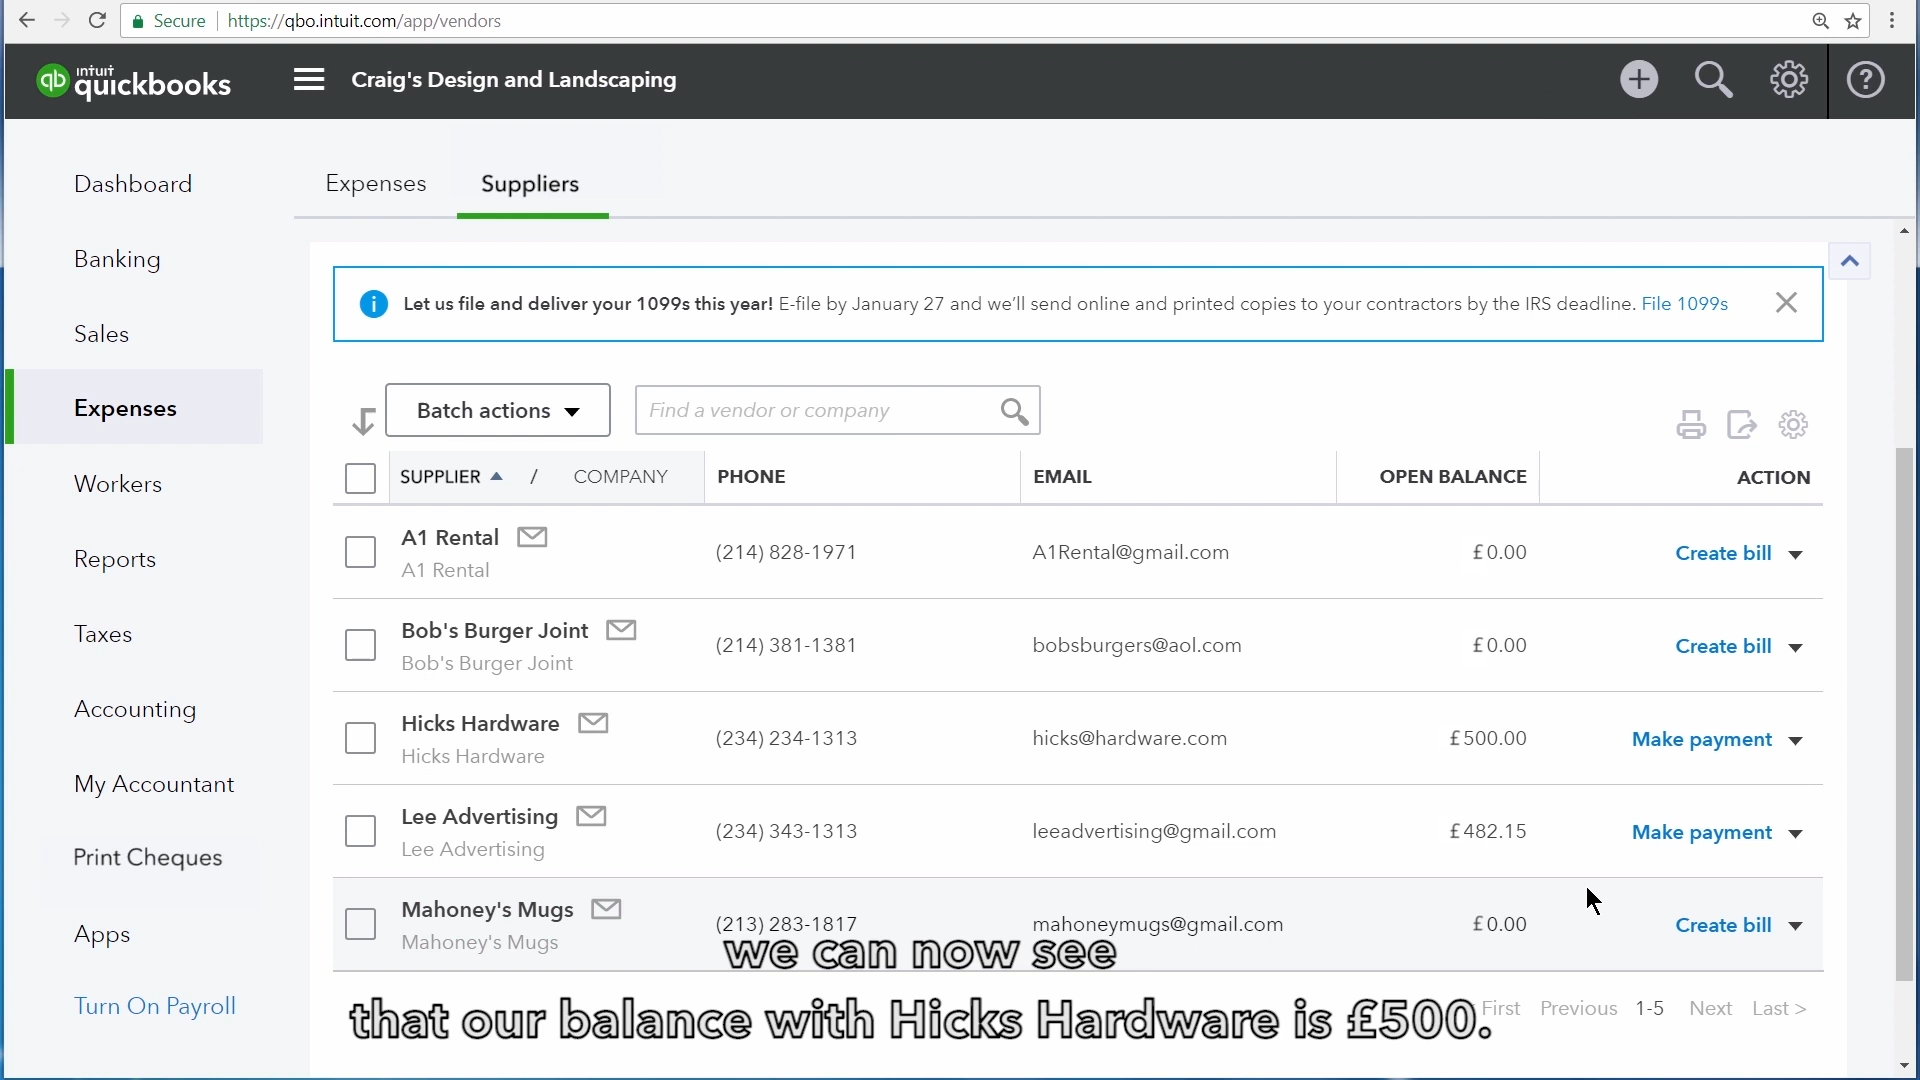 Secure https://qbo.intuit.com/app/vendors
qb intuit quickbooks Craig's Design and Landscaping
Dashboard
Banking
Sales
Expenses
Workers
Reports
Taxes
Accounting
My Accountant
Print Cheques
Apps
Turn On Payroll
Expenses Suppliers
Let us file and deliver your 1099s this year! E-file by January 27 and we'll send online and printed copies to your contractors by the IRS deadline. File 1099s
Batch actions Find a vendor or company
SUPPLIER / COMPANY PHONE EMAIL OPEN BALANCE ACTION
A1 Rental (214) 828-1971 A1Rental@gmail.com £0.00 Create bill
A1 Rental
Bob's Burger Joint (214) 381-1381 bobsburgers@aol.com £0.00 Create bill
Bob's Burger Joint
Hicks Hardware (234) 234-1313 hicks@hardware.com £500.00 Make payment
Hicks Hardware
Lee Advertising (234) 343-1313 leeadvertising@gmail.com £482.15 Make payment
Lee Advertising
Mahoney's Mugs (213) 283-1817 mahoneymugs@gmail.com £0.00 Create bill
Mahoney's Mugs
we can now see
that our balance with Hicks Hardware is £500.
First Previous 1-5 Next Last >